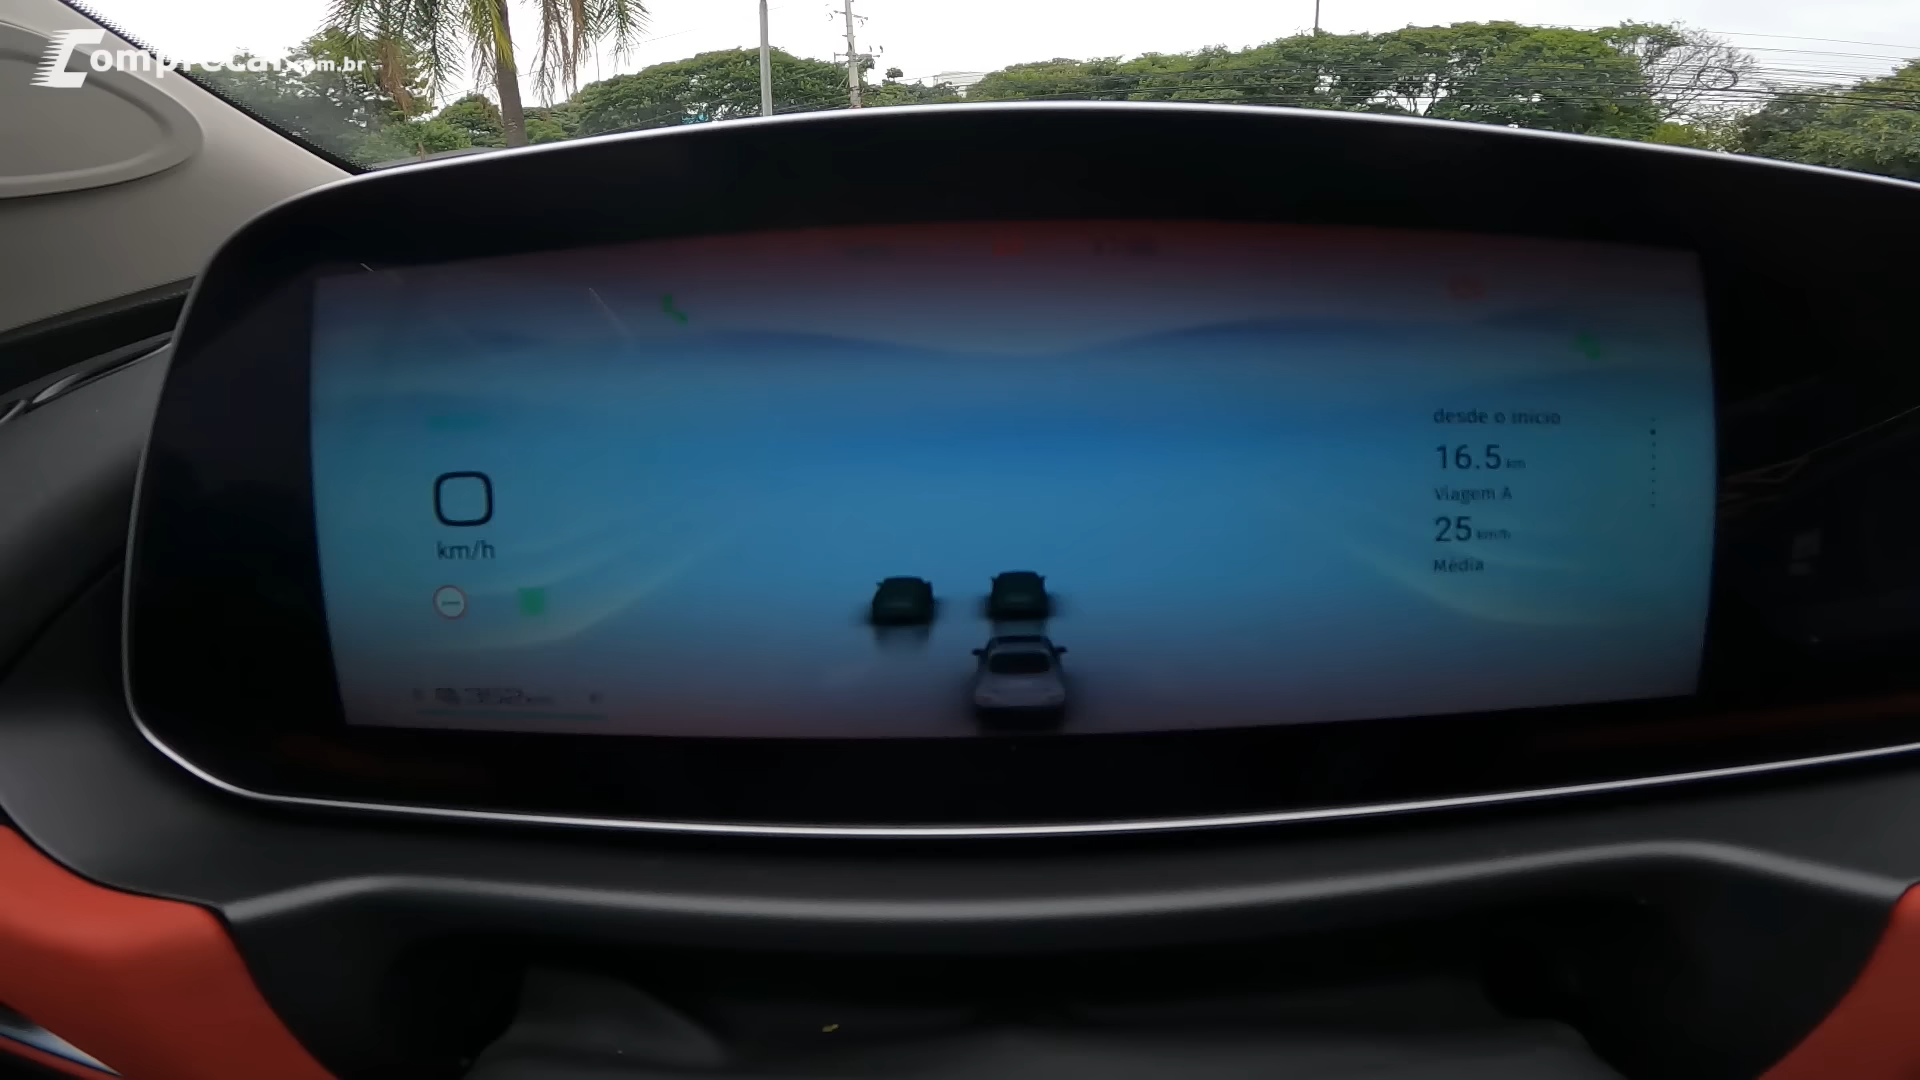 Comprecar.com.br
0
km/h
desde o início
16.5 km
Viagem A
25 km/h
Média